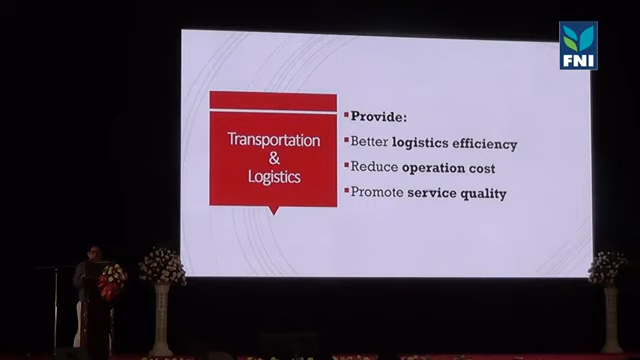 FNI
Transportation
&
Logistics
▪Provide:
▪Better logistics efficiency
▪Reduce operation cost
▪Promote service quality